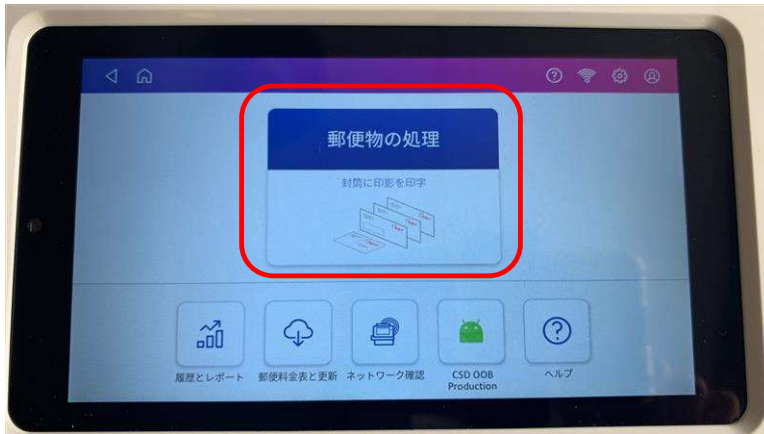 郵便物の処理
封筒に印影を印字
履歴とレポート
郵便料金表と更新
ネットワーク確認
CSD OOB
Production
ヘルプ